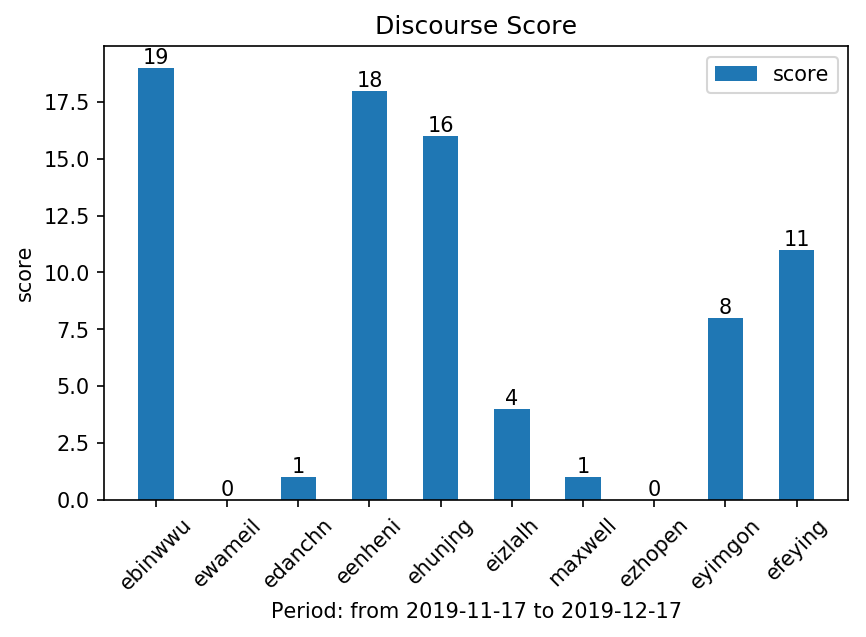 Discourse Score
score
19
0
1
18
16
4
1
0
8
11
17.5
15.0
12.5
10.0
7.5
5.0
2.5
0.0
score
ebinwwu
ewameil
edanchn
eenheni
ehunjng
eizlalh
maxwell
ezhopen
eyimgon
efeying
Period: from 2019-11-17 to 2019-12-17